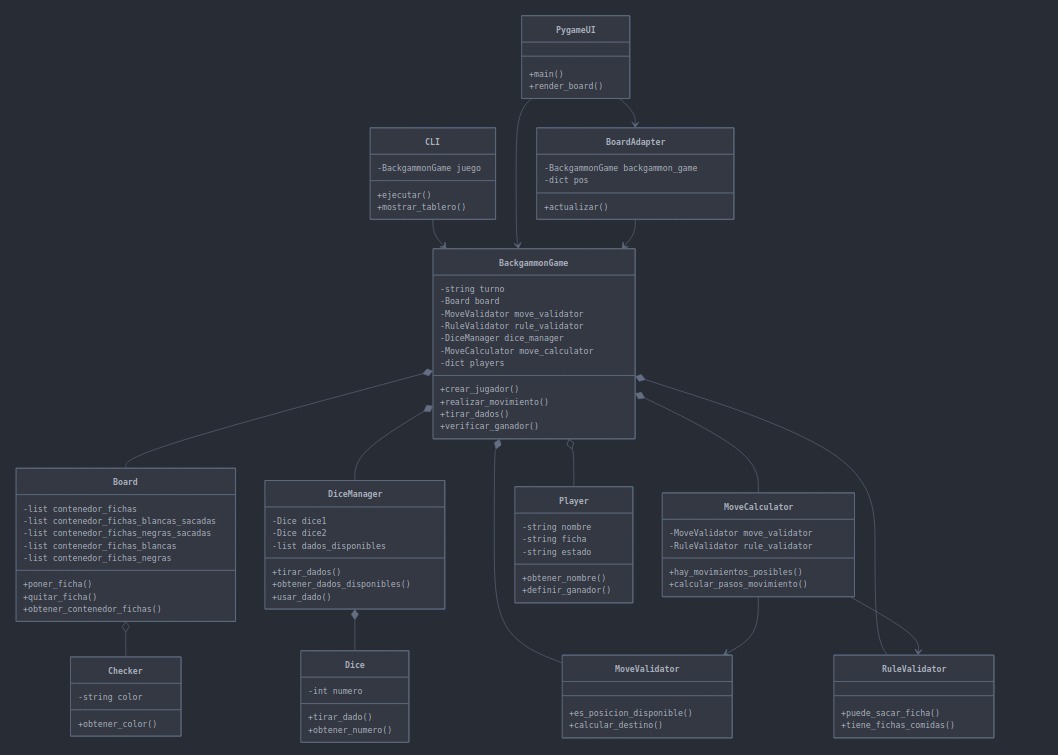 PygameUI
+main()
+render_board()
CLI
-BackgammonGame juego
+ejecutar()
+mostrar_tablero()
BoardAdapter
-BackgammonGame backgammon_game
-dict pos
+actualizar()
BackgammonGame
-string turno
-Board board
-MoveValidator move_validator
-RuleValidator rule_validator
-DiceManager dice_manager
-MoveCalculator move_calculator
-dict players
+crear_jugador()
+realizar_movimiento()
+tirar_dados()
+verificar_ganador()
Board
-list contenedor_fichas
-list contenedor_fichas_blancas_sacadas
-list contenedor_fichas_negras_sacadas
-list contenedor_fichas_blancas
-list contenedor_fichas_negras
+poner_ficha()
+quitar_ficha()
+obtener_contenedor_fichas()
DiceManager
-Dice dice1
-Dice dice2
-list dados_disponibles
+tirar_dados()
+obtener_dados_disponibles()
+usar_dado()
Player
-string nombre
-string ficha
-string estado
+obtener_nombre()
+definir_ganador()
MoveCalculator
-MoveValidator move_validator
-RuleValidator rule_validator
+hay_movimientos_posibles()
+calcular_pasos_movimiento()
Checker
-string color
+obtener_color()
Dice
-int numero
+tirar_dado()
+obtener_numero()
MoveValidator
+es_posicion_disponible()
+calcular_destino()
RuleValidator
+puede_sacar_ficha()
+tiene_fichas_comidas()